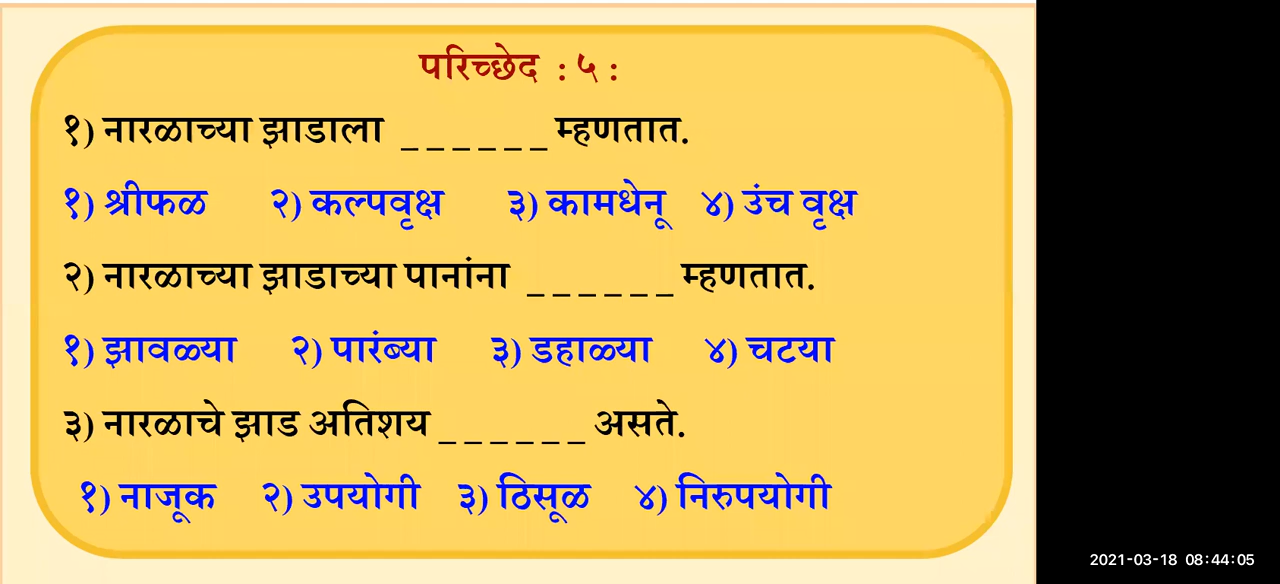 परिच्छेद : ५ :
१) नारळाच्या झाडाला ______ म्हणतात.
१) श्रीफळ २) कल्पवृक्ष ३) कामधेनू ४) उंच वृक्ष
२) नारळाच्या झाडाच्या पानांना ______ म्हणतात.
१) झावळ्या २) पारंब्या ३) डहाळ्या ४) चटया
३) नारळाचे झाड अतिशय ______ असते.
१) नाजूक २) उपयोगी ३) ठिसूळ ४) निरुपयोगी
2021-03-18 08:44:05